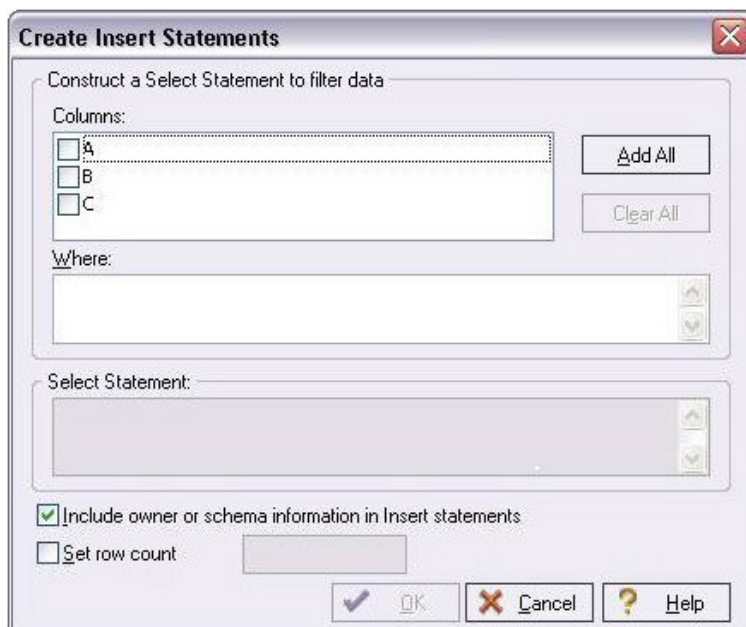 Create Insert Statements
Construct a Select Statement to filter data
Columns:
A
B
C
Add All
Clear All
Where:
Select Statement:
Include owner or schema information in Insert statements
Set row count
OK
Cancel
Help